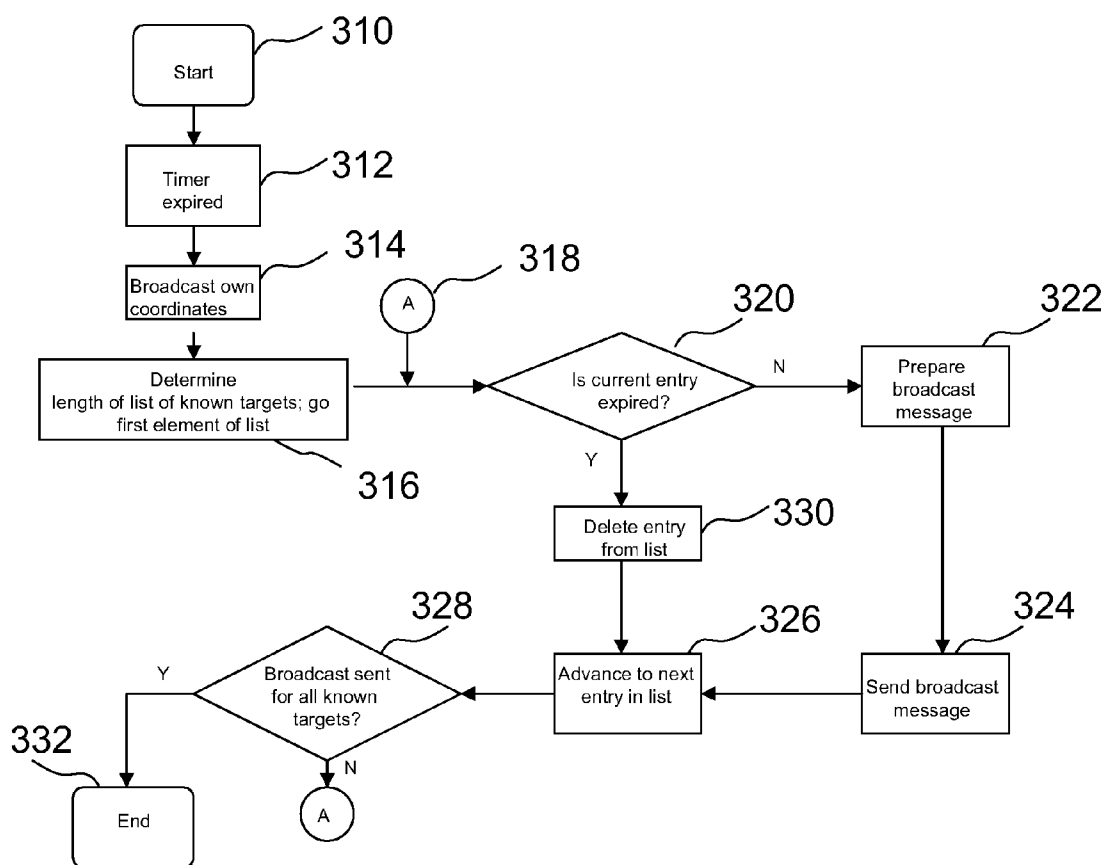 310
Start
312
Timer
expired
314
Broadcast own
coordinates
318
A
316
Determine
length of list of known targets; go
first element of list
320
Is current entry
expired?
N
Y
322
Prepare
broadcast
message
330
Delete entry
from list
324
Send broadcast
message
326
Advance to next
entry in list
328
Broadcast sent
for all known
targets?
Y
N
A
332
End